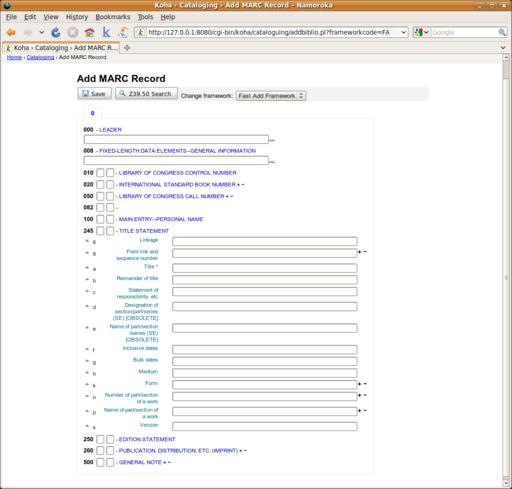 Koha › Cataloging › Add MARC Record - Namoroka
File Edit View History Bookmarks Tools Help
http://127.0.0.1:8080/cgi-bin/koha/cataloguing/addbiblio.pl?frameworkcode=FA Google
Koha › Cataloging › Add MARC R...
Home › Cataloging › Add MARC Record
Add MARC Record
Save Z39.50 Search Change framework: Fast Add Framework
0
000 - LEADER
...
008 - FIXED-LENGTH DATA ELEMENTS--GENERAL INFORMATION
...
010 - LIBRARY OF CONGRESS CONTROL NUMBER
020 - INTERNATIONAL STANDARD BOOK NUMBER + −
050 - LIBRARY OF CONGRESS CALL NUMBER + −
082 -
100 - MAIN ENTRY--PERSONAL NAME
245 - TITLE STATEMENT
6 Linkage
8 Field link and + −
sequence number
a Title *
b Remainder of title
c Statement of
responsibility, etc
d Designation of
section/part/series
(SE) [OBSOLETE]
e Name of part/section
/series (SE)
[OBSOLETE]
f Inclusive dates
g Bulk dates
h Medium
k Form + −
n Number of part/section + −
of a work
p Name of part/section of + −
a work
s Version
250 - EDITION STATEMENT
260 - PUBLICATION, DISTRIBUTION, ETC. (IMPRINT) + −
500 - GENERAL NOTE + −